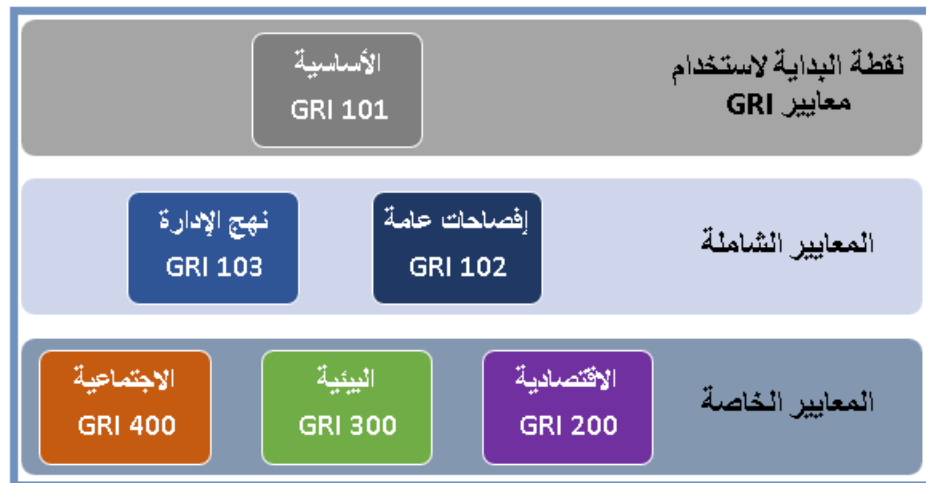 نقطة البداية لاستخدام
معايير GRI
الأساسية
GRI 101
المعايير الشاملة
إفصاحات عامة
GRI 102
نهج الإدارة
GRI 103
المعايير الخاصة
الاقتصادية
GRI 200
البيئية
GRI 300
الاجتماعية
GRI 400